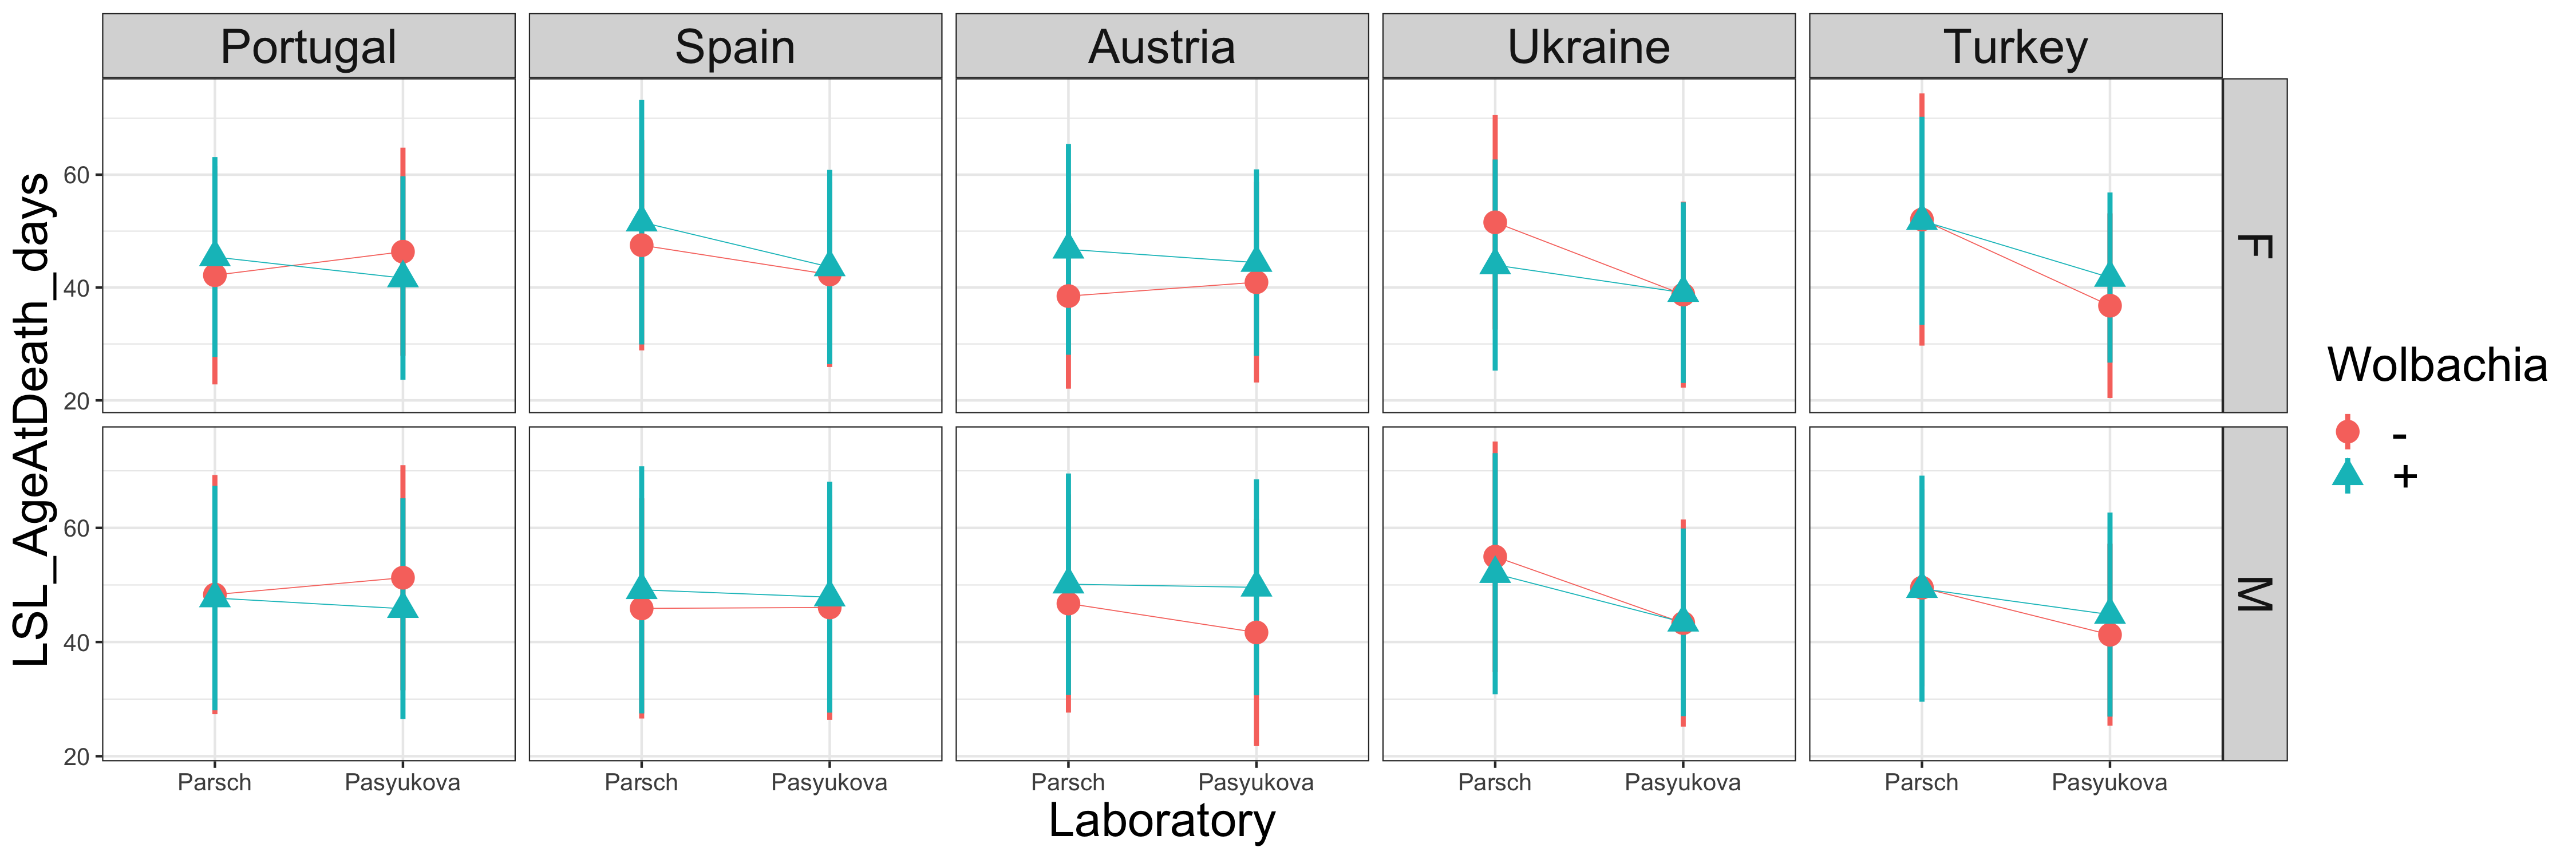 Portugal Spain Austria Ukraine Turkey
LSL_AgeAtDeath_days
60
40
20
F
60
40
20
M
Parsch Pasyukova Parsch Pasyukova Parsch Pasyukova Parsch Pasyukova Parsch Pasyukova
Laboratory
Wolbachia
-
+